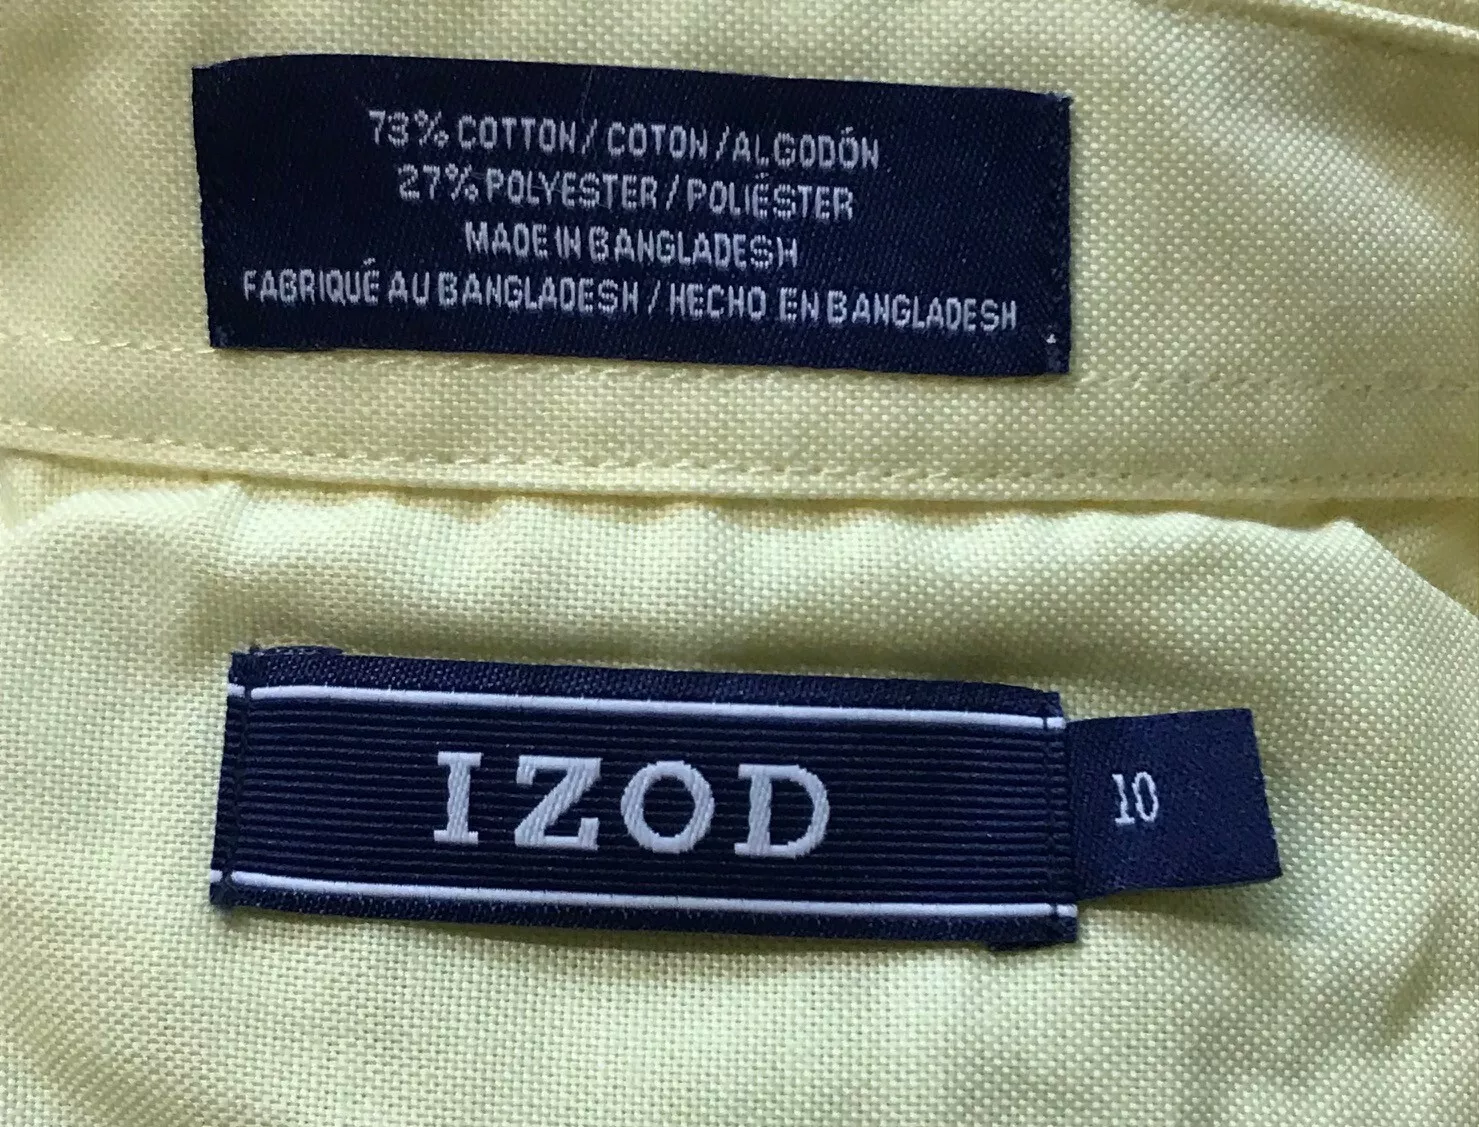 73% COTTON / COTON / ALGODÓN
27% POLYESTER / POLIÉSTER
MADE IN BANGLADESH
FABRIQUÉ AU BANGLADESH / HECHO EN BANGLADESH
IZOD
10